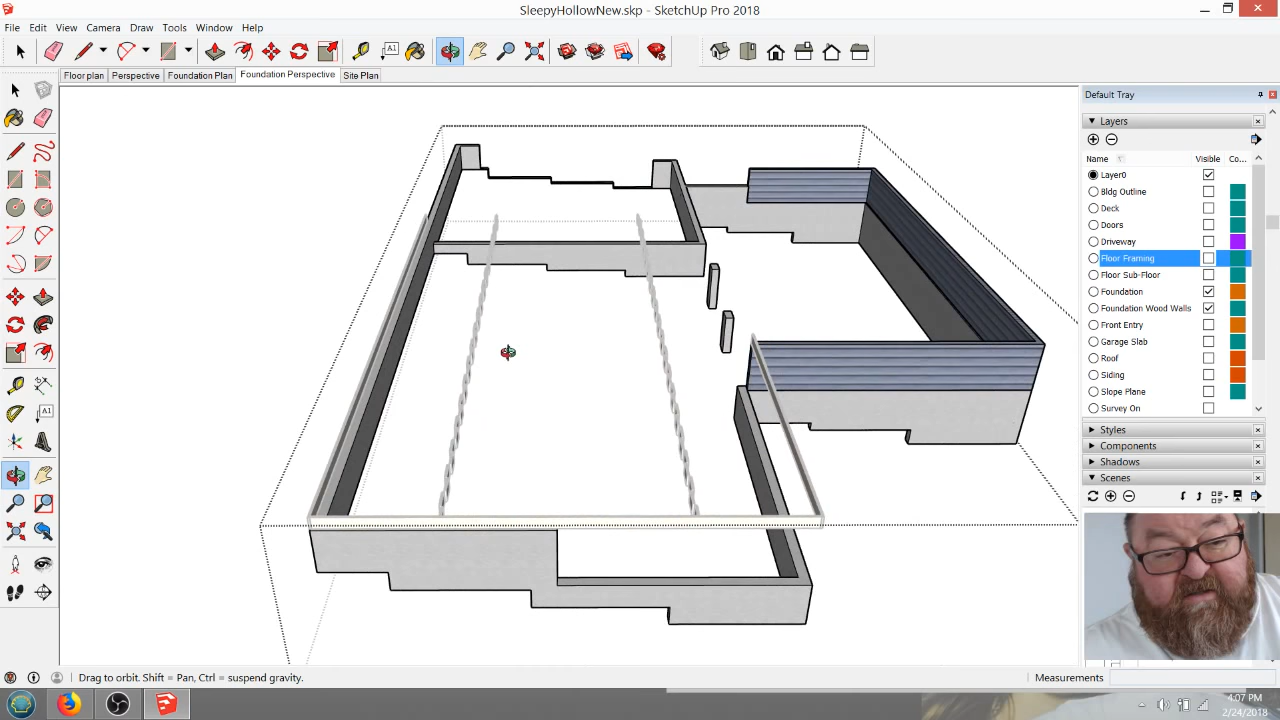 SleepyHollowNew.skp - SketchUp Pro 2018
File Edit View Camera Draw Tools Window Help
Floor plan Perspective Foundation Plan Foundation Perspective Site Plan
Default Tray
Layers
Name Visible Co...
Layer0
Bldg Outline
Deck
Doors
Driveway
Floor Framing
Floor Sub-Floor
Foundation
Foundation Wood Walls
Front Entry
Garage Slab
Roof
Siding
Slope Plane
Survey On
Styles
Components
Shadows
Scenes
Drag to orbit. Shift = Pan, Ctrl = suspend gravity.
Measurements
4:07 PM
2/24/2018